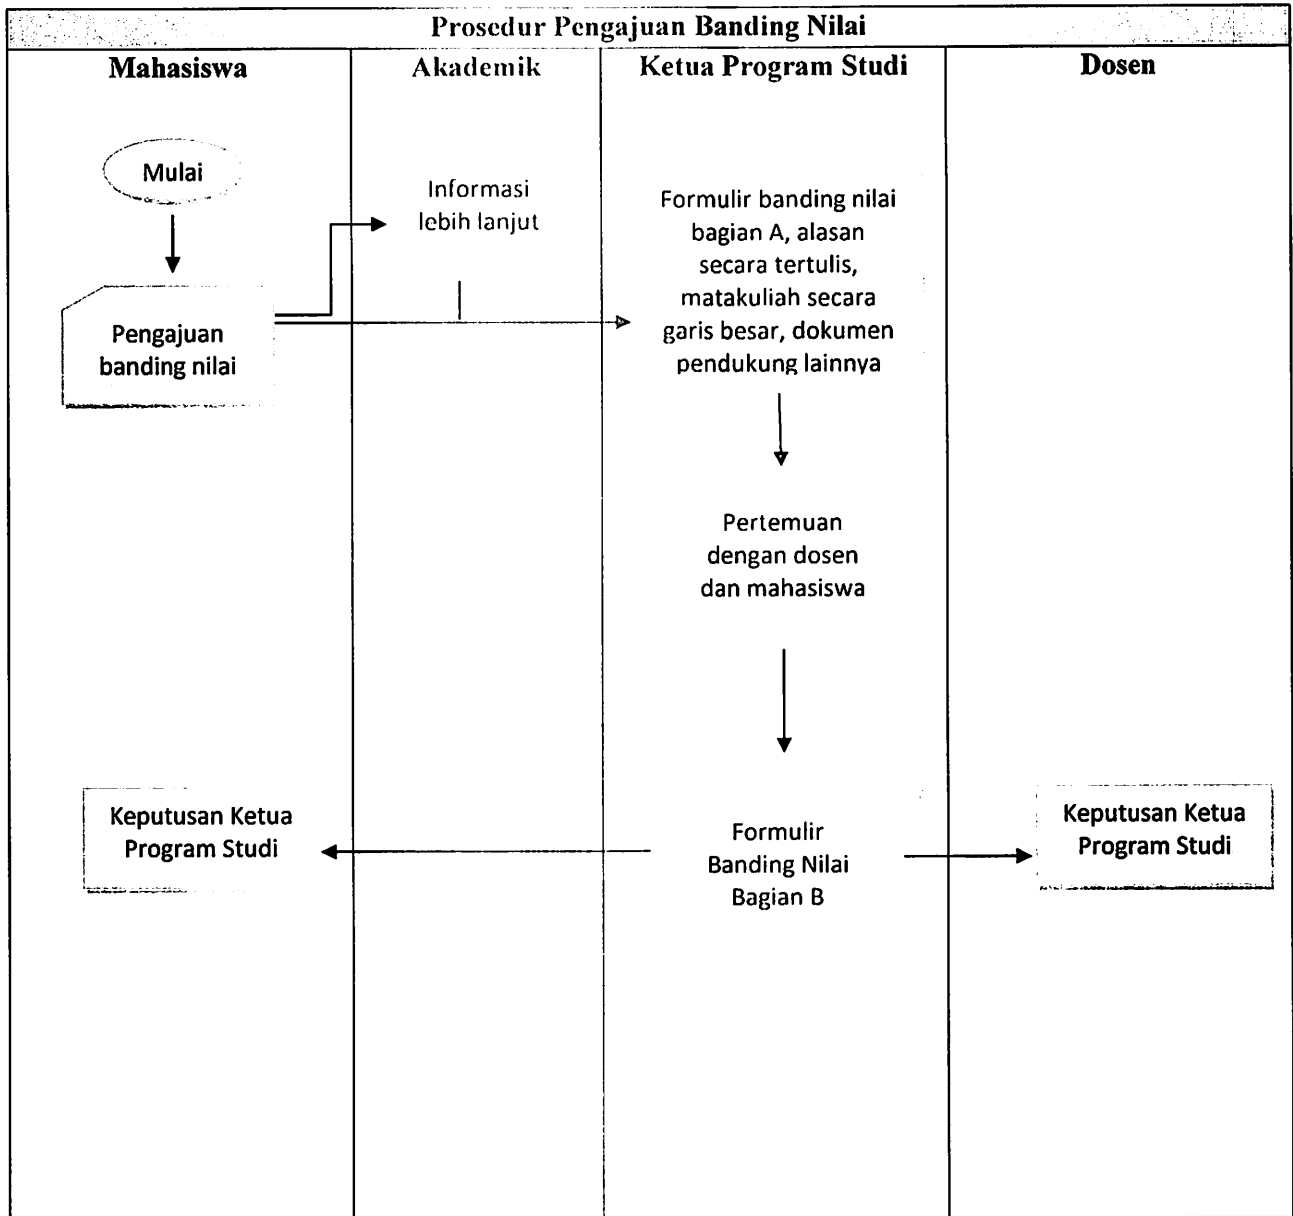 Prosedur Pengajuan Banding Nilai
Mahasiswa
Akademik
Ketua Program Studi
Dosen
Mulai
Informasi
lebih lanjut
Formulir banding nilai
bagian A, alasan
secara tertulis,
matakuliah secara
garis besar, dokumen
pendukung lainnya
Pengajuan
banding nilai
Pertemuan
dengan dosen
dan mahasiswa
Keputusan Ketua
Program Studi
Formulir
Banding Nilai
Bagian B
Keputusan Ketua
Program Studi